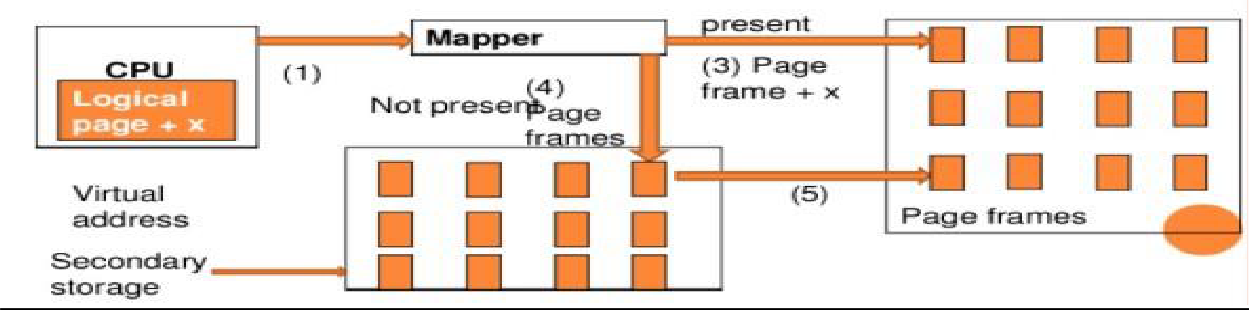 CPU
Logical
page + x
(1)
Mapper
present
(3) Page
frame + x
Not present
(4)
Page
frames
Virtual
address
Secondary
storage
(5)
Page frames